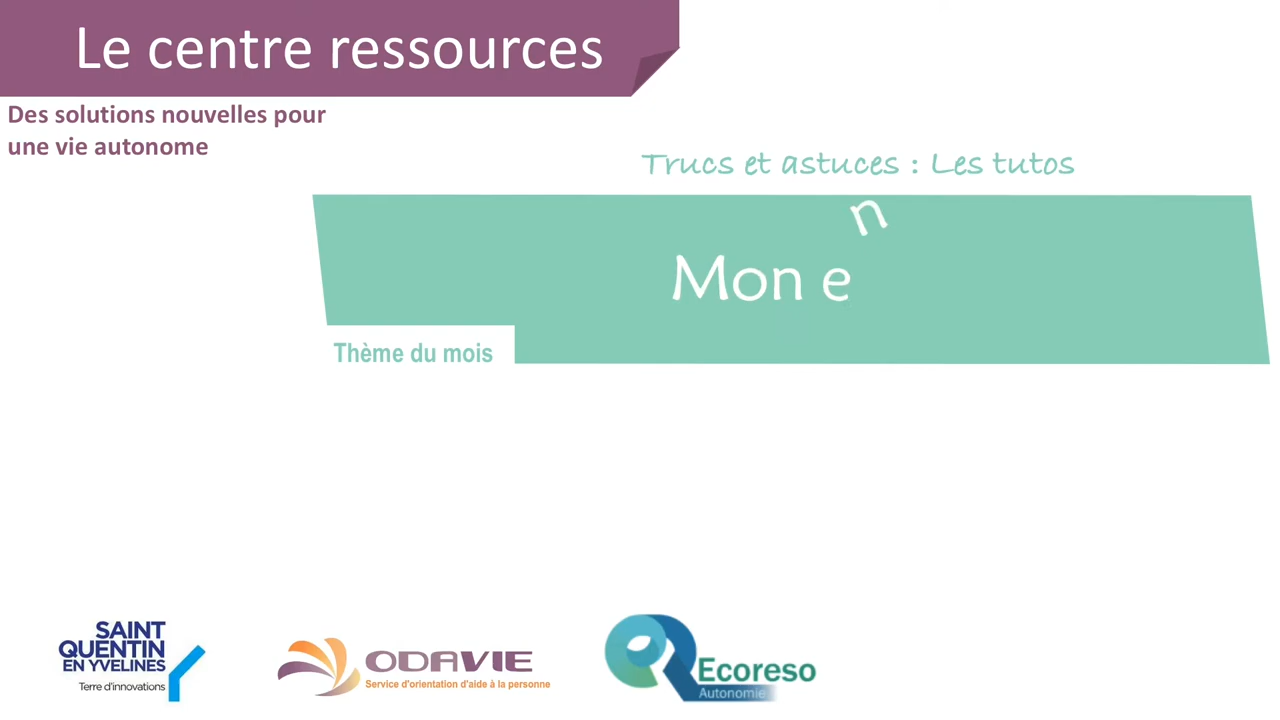 Le centre ressources
Des solutions nouvelles pour
une vie autonome
Trucs et astuces : Les tutos
Mon en
Thème du mois
SAINT
QUENTIN
EN YVELINES
Terre d'innovations
ODAVIE
Service d'orientation d'aide à la personne
Ecoreso
Autonomie